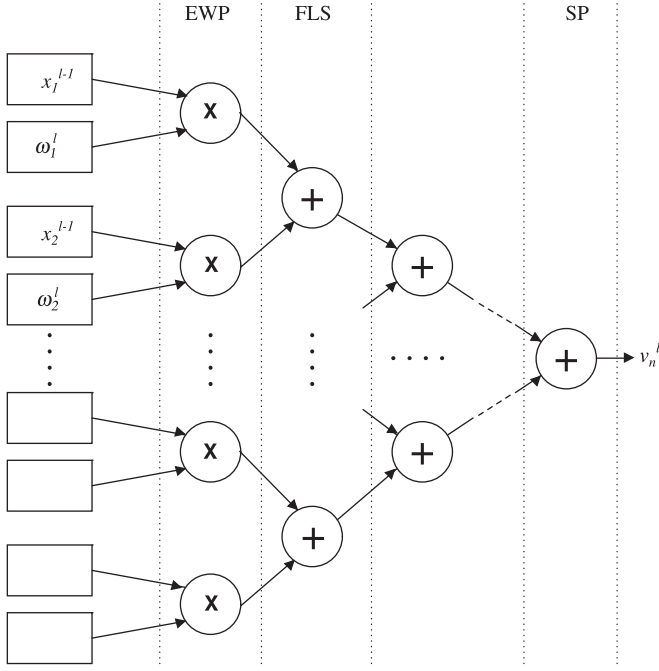 EWP FLS SP
x₁ˡ⁻¹
X
ω₁ˡ
+
x₂ˡ⁻¹
X
+
ω₂ˡ
+
vₙˡ
X
+
+
X